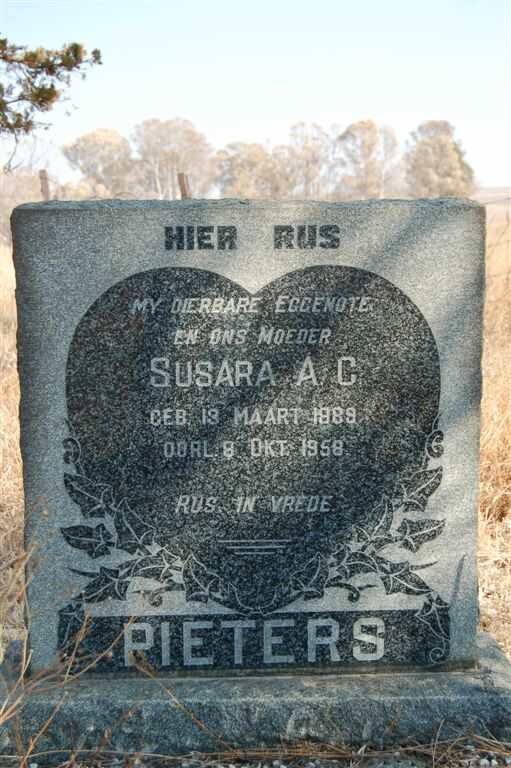 HIER RUS
MY DIERBARE EGGENOTE
EN ONS MOEDER
SUSARA A. C.
GEB. 13 MAART 1889
OORL. 8 OKT. 1958
RUS IN VREDE
PIETERS